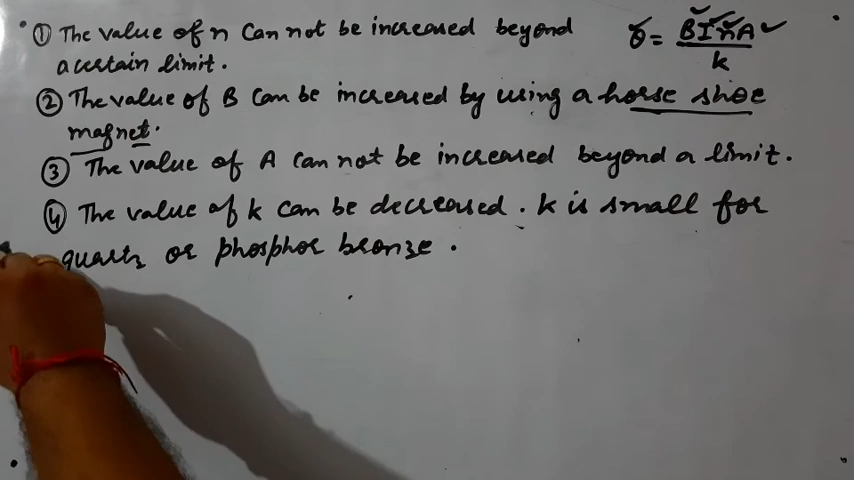 ① The value of n can not be increased beyond
a certain limit.
θ = BInA
k
② The value of B can be increased by using a horse shoe
magnet.
③ The value of A can not be increased beyond a limit.
④ The value of k can be decreased. k is small for
quartz or phosphor bronze.